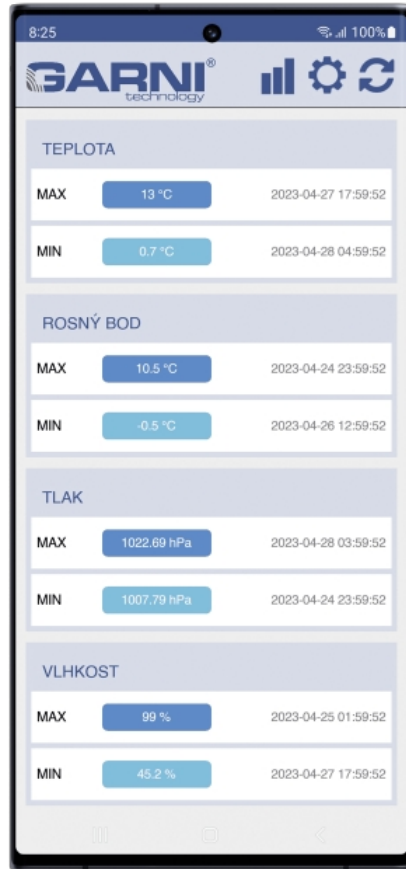 8:25 100%
GARNI®
technology
TEPLOTA
MAX 13 °C 2023-04-27 17:59:52
MIN 0.7 °C 2023-04-28 04:59:52
ROSNÝ BOD
MAX 10.5 °C 2023-04-24 23:59:52
MIN -0.5 °C 2023-04-26 12:59:52
TLAK
MAX 1022.69 hPa 2023-04-28 03:59:52
MIN 1007.79 hPa 2023-04-24 23:59:52
VLHKOST
MAX 99 % 2023-04-25 01:59:52
MIN 45.2 % 2023-04-27 17:59:52